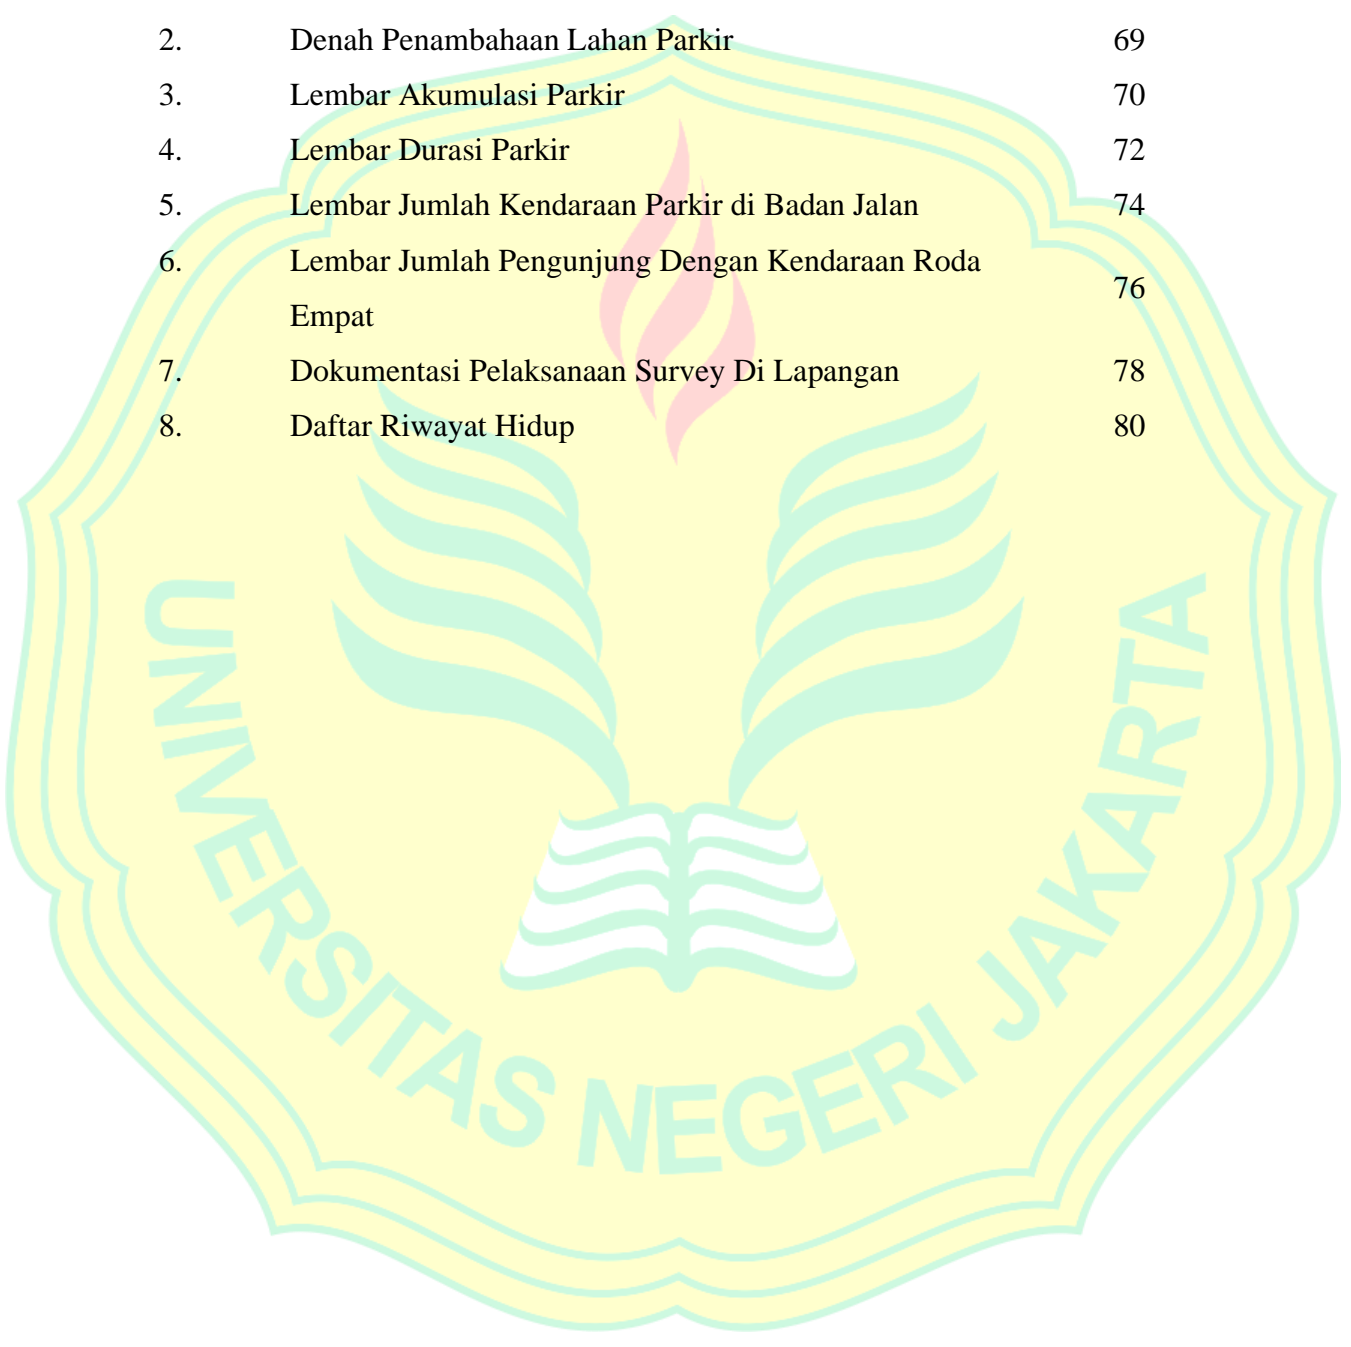 2. Denah Penambahaan Lahan Parkir 69
3. Lembar Akumulasi Parkir 70
4. Lembar Durasi Parkir 72
5. Lembar Jumlah Kendaraan Parkir di Badan Jalan 74
6. Lembar Jumlah Pengunjung Dengan Kendaraan Roda
Empat 76
7. Dokumentasi Pelaksanaan Survey Di Lapangan 78
8. Daftar Riwayat Hidup 80
UNIVERSITAS NEGERI JAKARTA